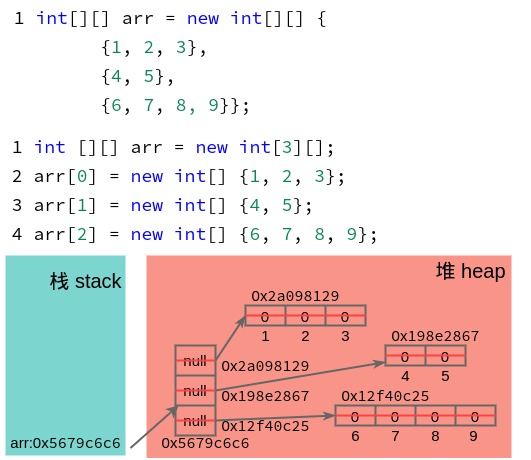 1 int[][] arr = new int[][] {
{1, 2, 3},
{4, 5},
{6, 7, 8, 9}};
1 int [][] arr = new int[3][];
2 arr[0] = new int[] {1, 2, 3};
3 arr[1] = new int[] {4, 5};
4 arr[2] = new int[] {6, 7, 8, 9};
栈 stack
堆 heap
0x2a098129
0 0 0
1 2 3
0x198e2867
null
0 0
0x2a098129
4 5
null
0x198e2867
0x12f40c25
null
0 0 0 0
0x12f40c25
6 7 8 9
arr:0x5679c6c6
0x5679c6c6